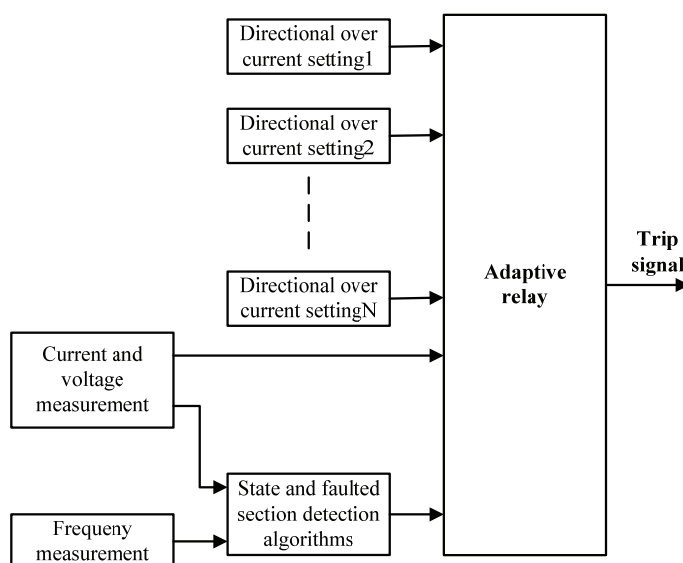 Directional over
current setting1
Directional over
current setting2
Directional over
current settingN
Current and
voltage
measurement
State and faulted
section detection
algorithms
Frequeny
measurement
Adaptive
relay
Trip
signal